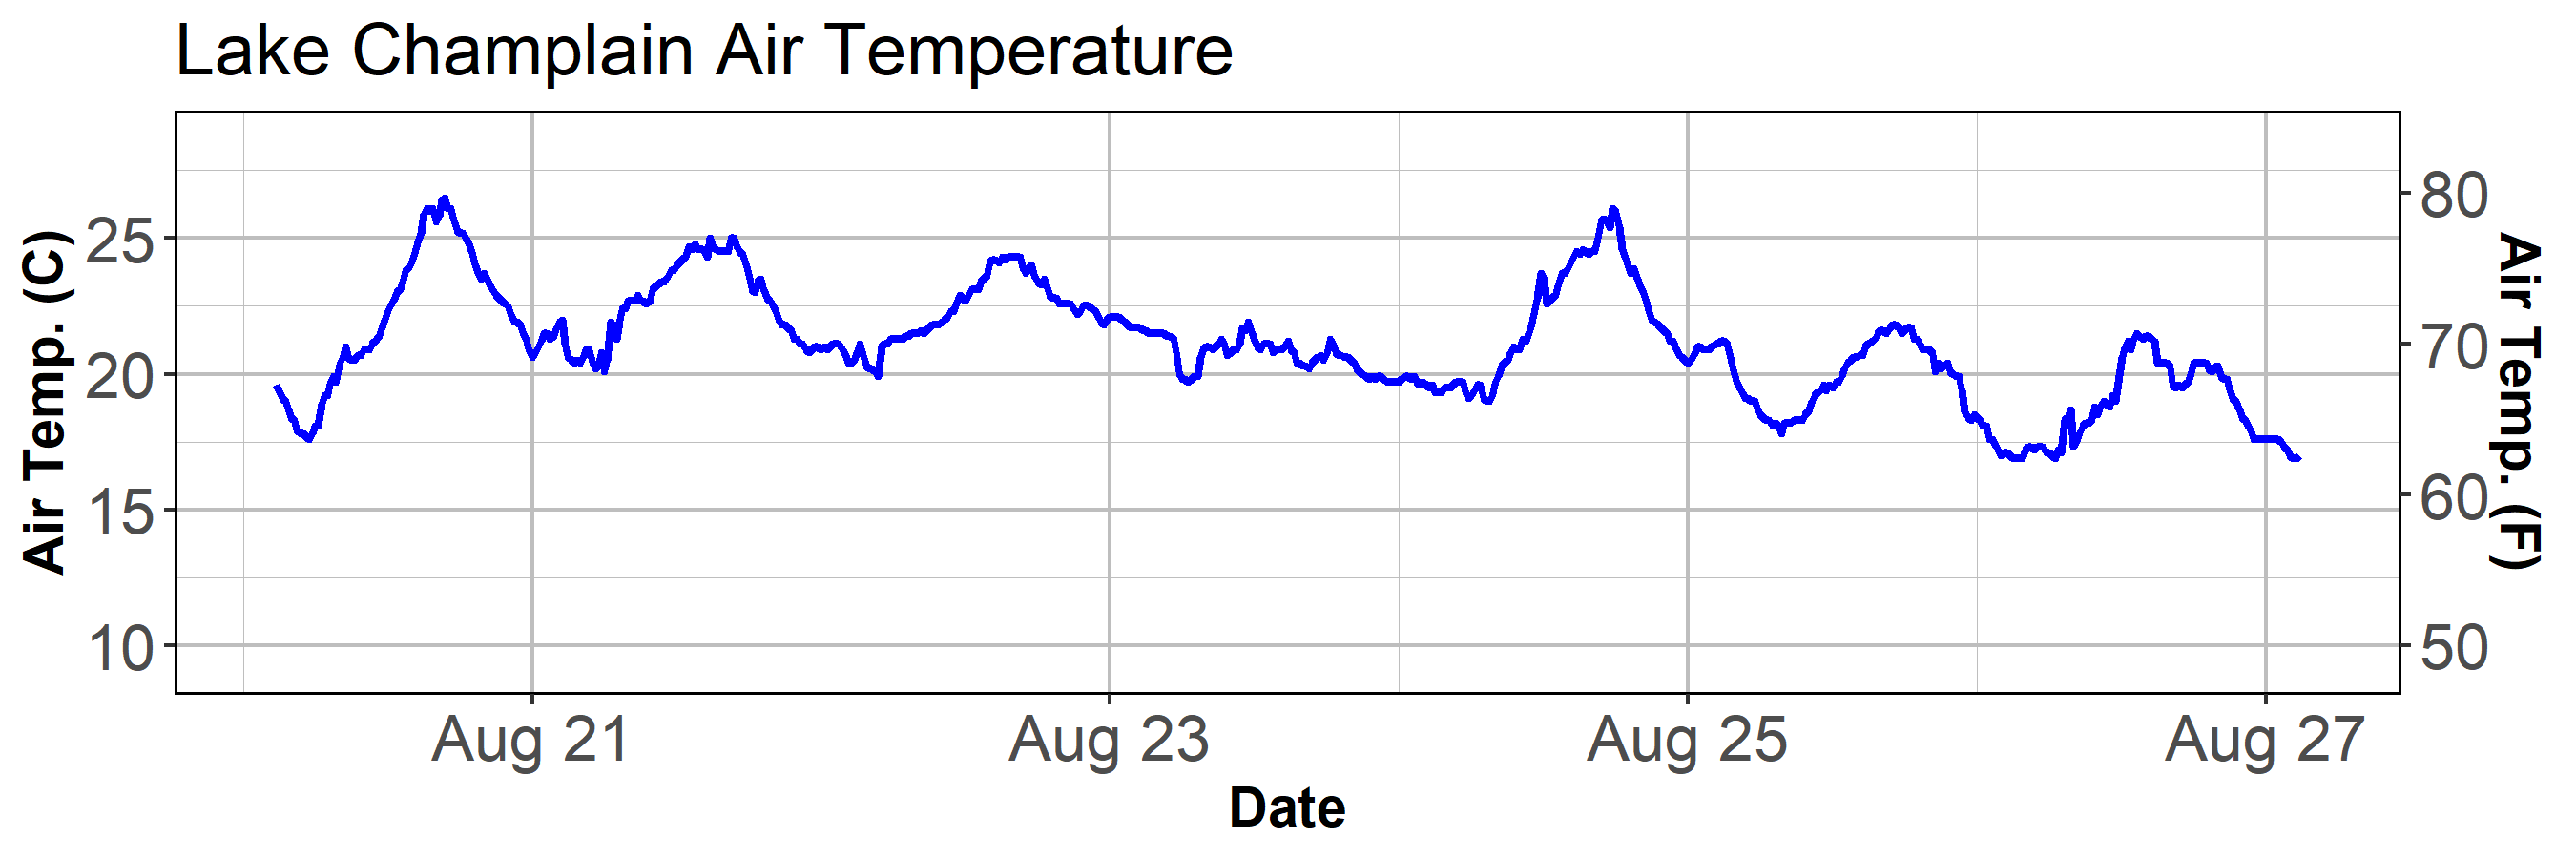 Lake Champlain Air Temperature
Air Temp. (C)
25
20
15
10
80
70
60
50
Air Temp. (F)
Aug 21
Aug 23
Aug 25
Aug 27
Date